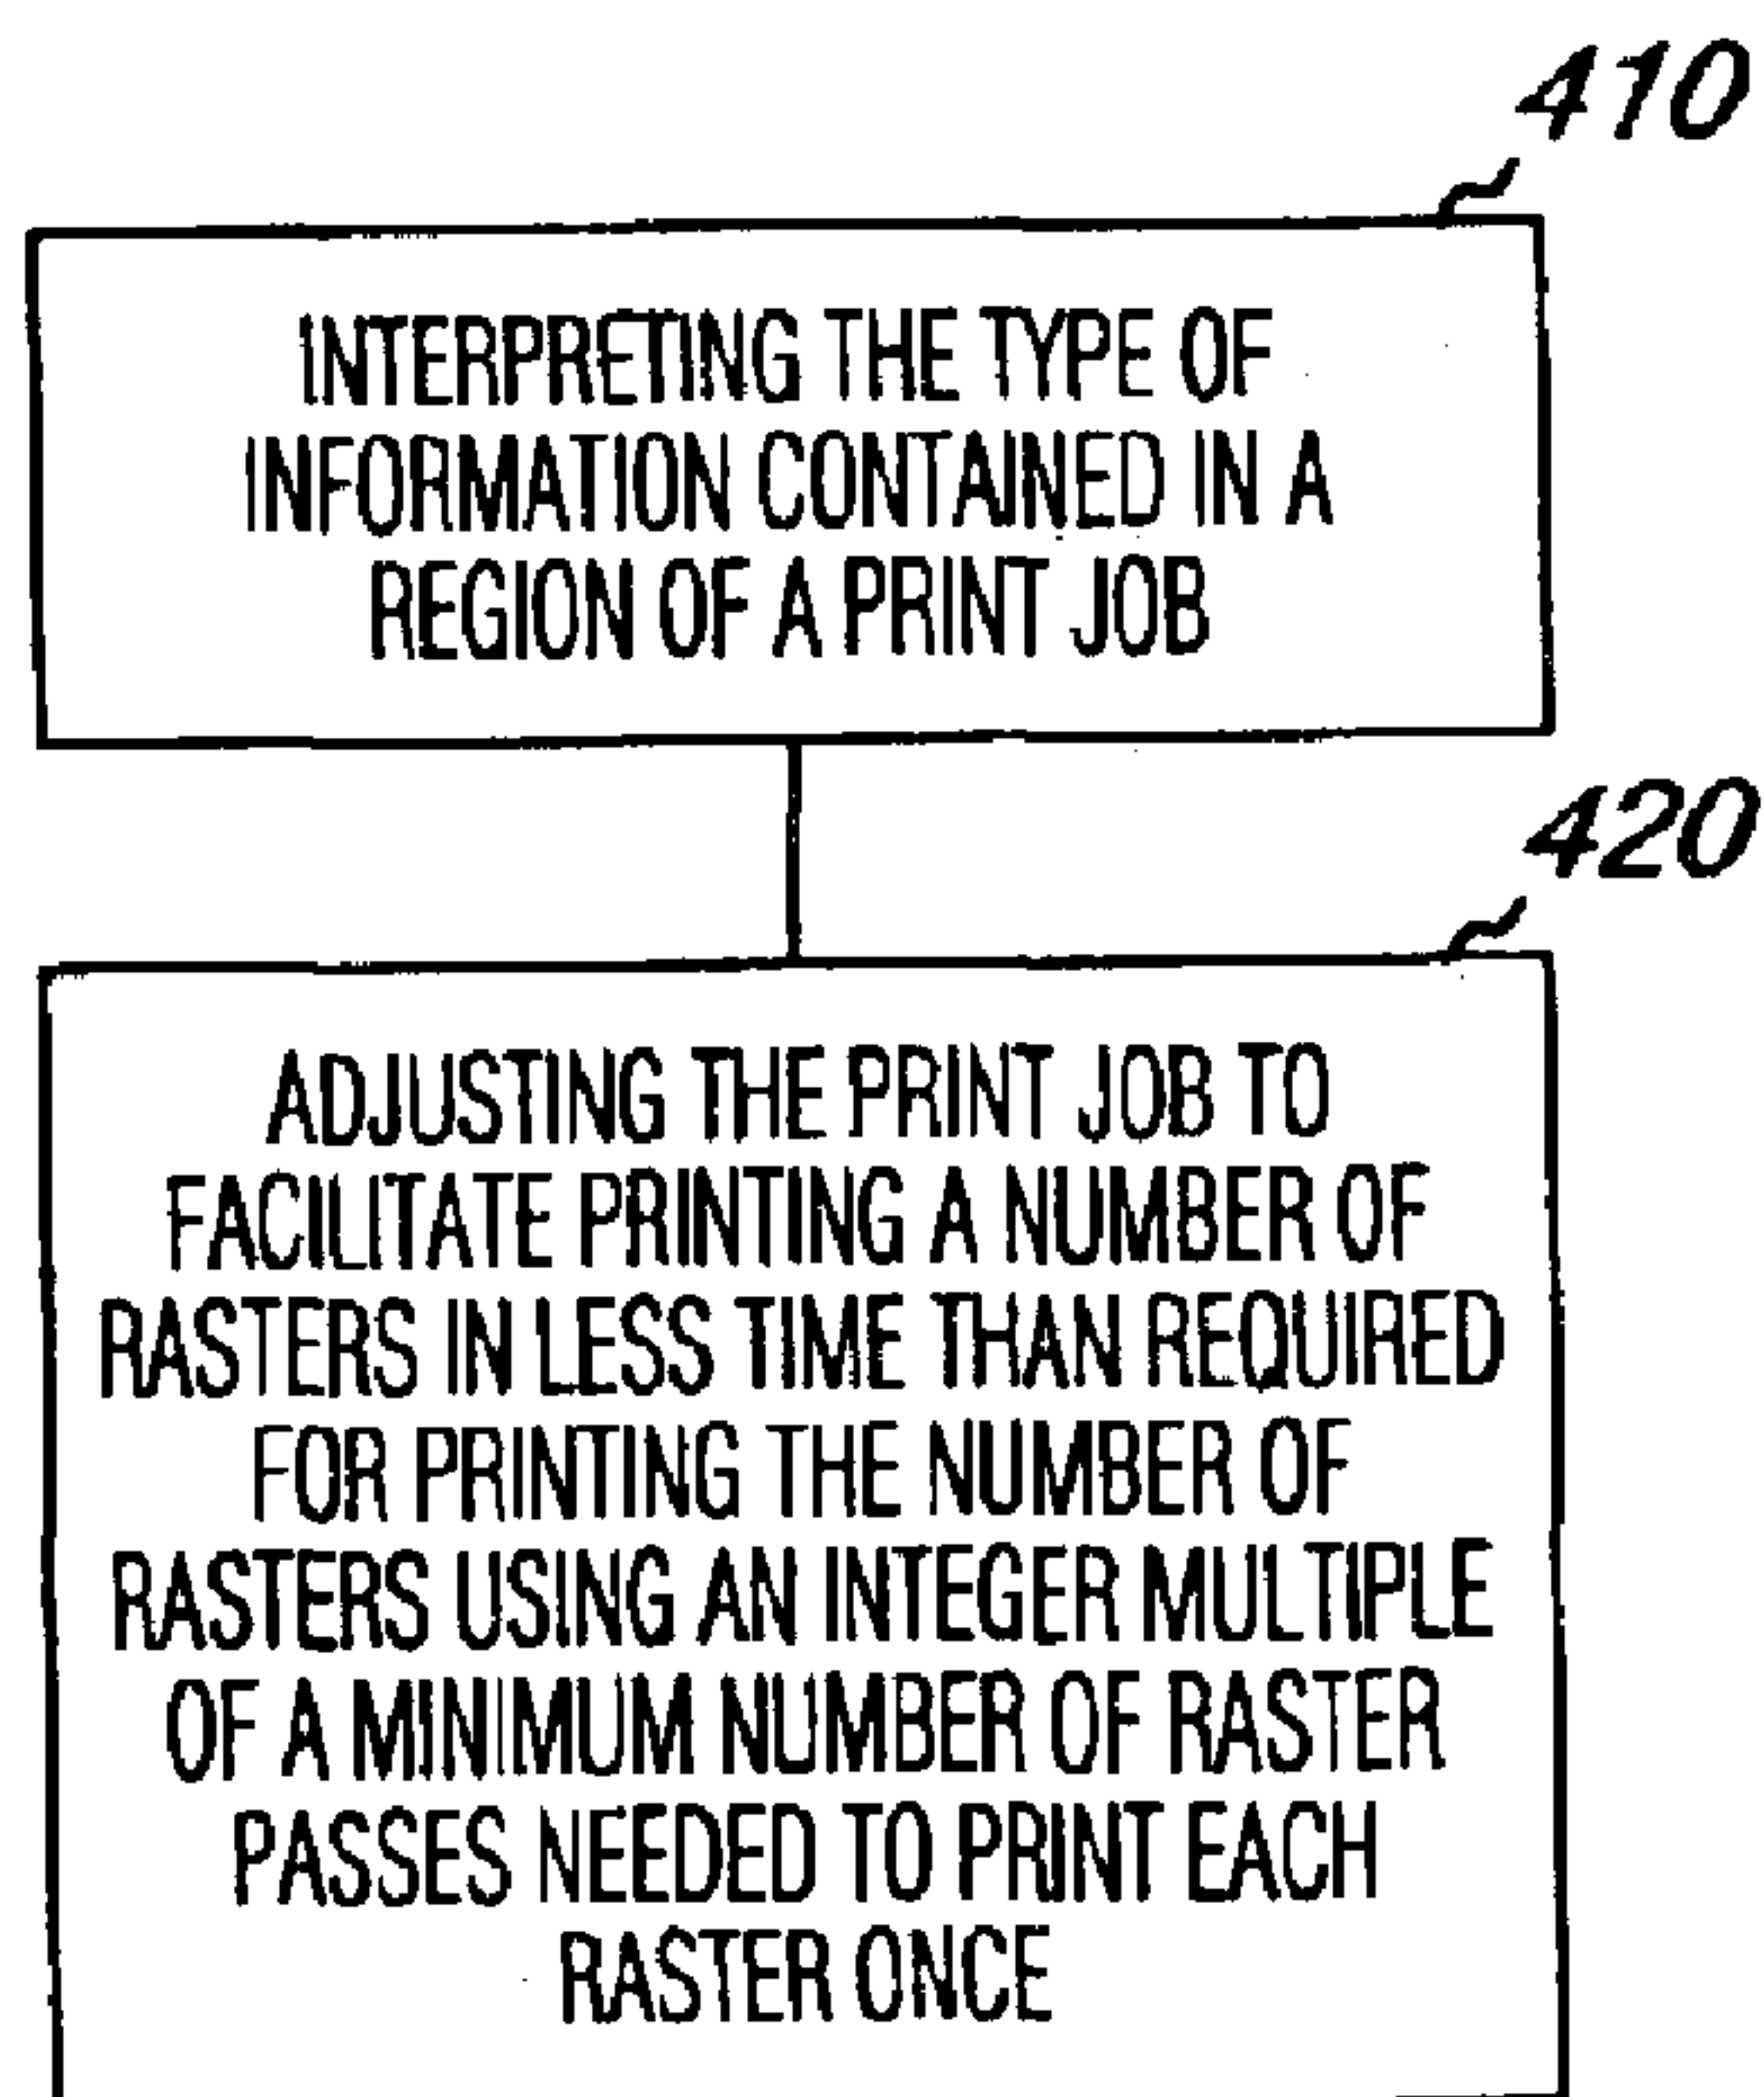 410
INTERPRETING THE TYPE OF
INFORMATION CONTAINED IN A
REGION OF A PRINT JOB
420
ADJUSTING THE PRINT JOB TO
FACILITATE PRINTING A NUMBER OF
RASTERS IN LESS TIME THAN REQUIRED
FOR PRINTING THE NUMBER OF
RASTERS USING AN INTEGER MULTIPLE
OF A MINIMUM NUMBER OF RASTER
PASSES NEEDED TO PRINT EACH
RASTER ONCE